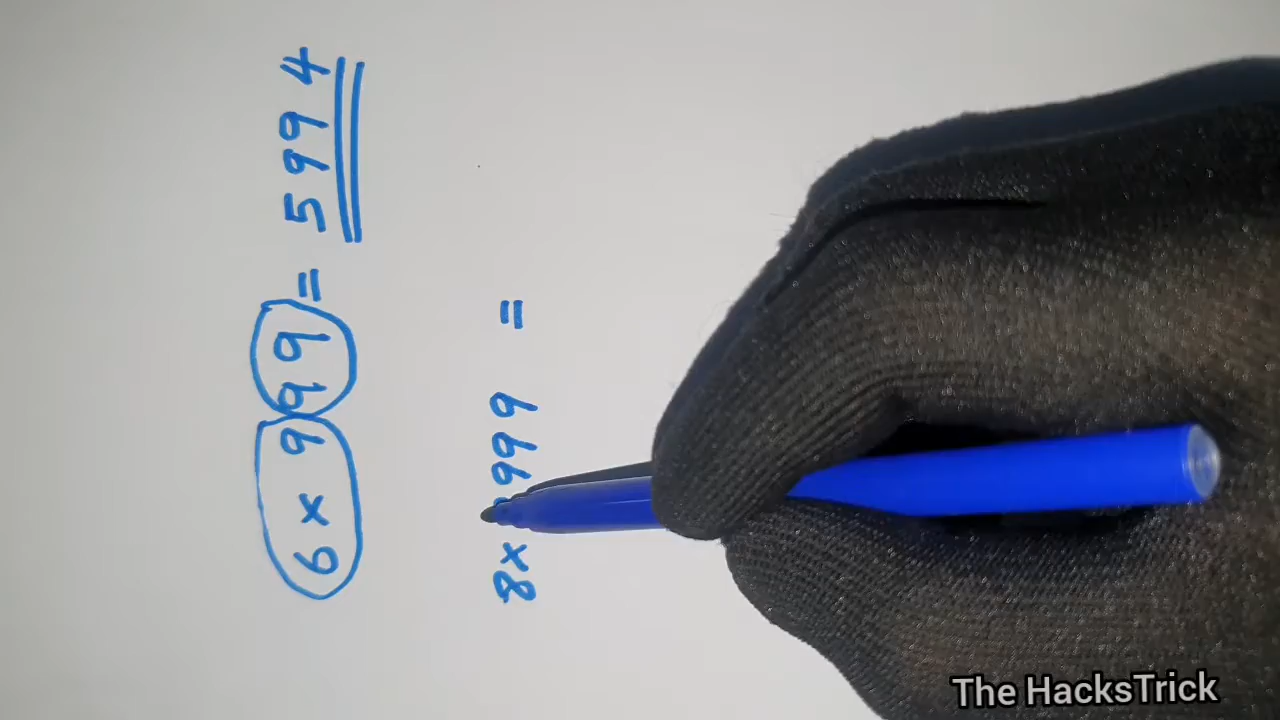 6 x 999 = 5994
8x 999 =
The HacksTrick